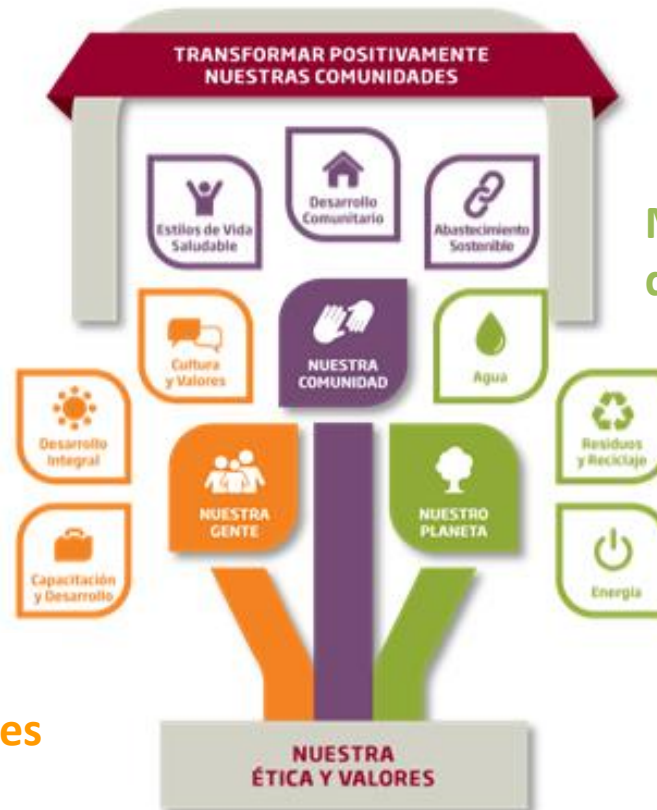 TRANSFORMAR POSITIVAMENTE
NUESTRAS COMUNIDADES
Estilos de Vida
Saludable
Desarrollo
Comunitario
Abastecimiento
Sostenible
Cultura
y Valores
NUESTRA
COMUNIDAD
Agua
Desarrollo
Integral
NUESTRA
GENTE
NUESTRO
PLANETA
Residuos
y Reciclaje
Capacitación
y Desarrollo
Energía
es
NUESTRA
ÉTICA Y VALORES